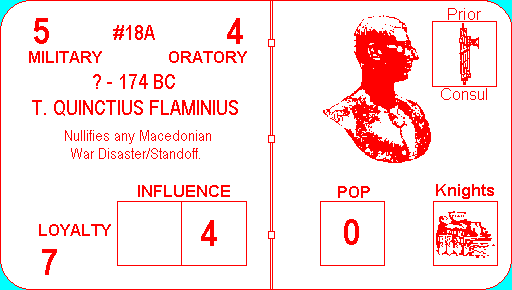 5 #18A 4
MILITARY ORATORY
? - 174 BC
T. QUINCTIUS FLAMINIUS
Nullifies any Macedonian
War Disaster/Standoff.
INFLUENCE
LOYALTY 4
7
Prior
Consul
POP Knights
0